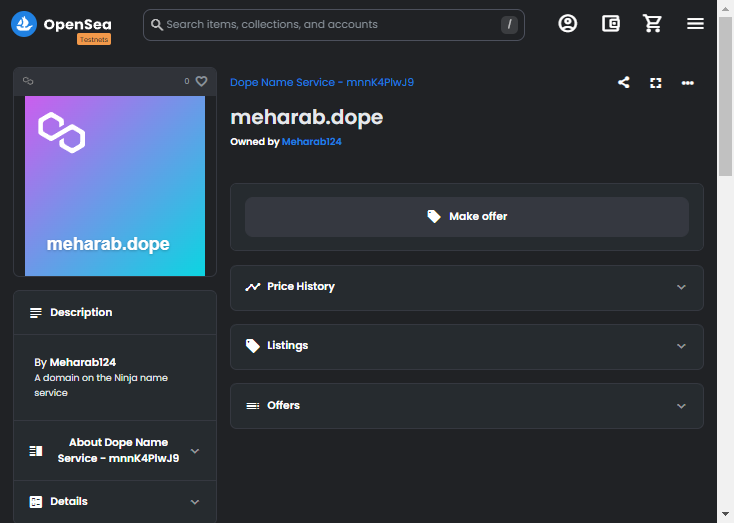 OpenSea
Testnets
Search items, collections, and accounts
/
0
meharab.dope
Dope Name Service - mnnK4PlwJ9
meharab.dope
Owned by Meharab124
Make offer
Price History
Listings
Offers
Description
By Meharab124
A domain on the Ninja name
service
About Dope Name
Service - mnnK4PlwJ9
Details